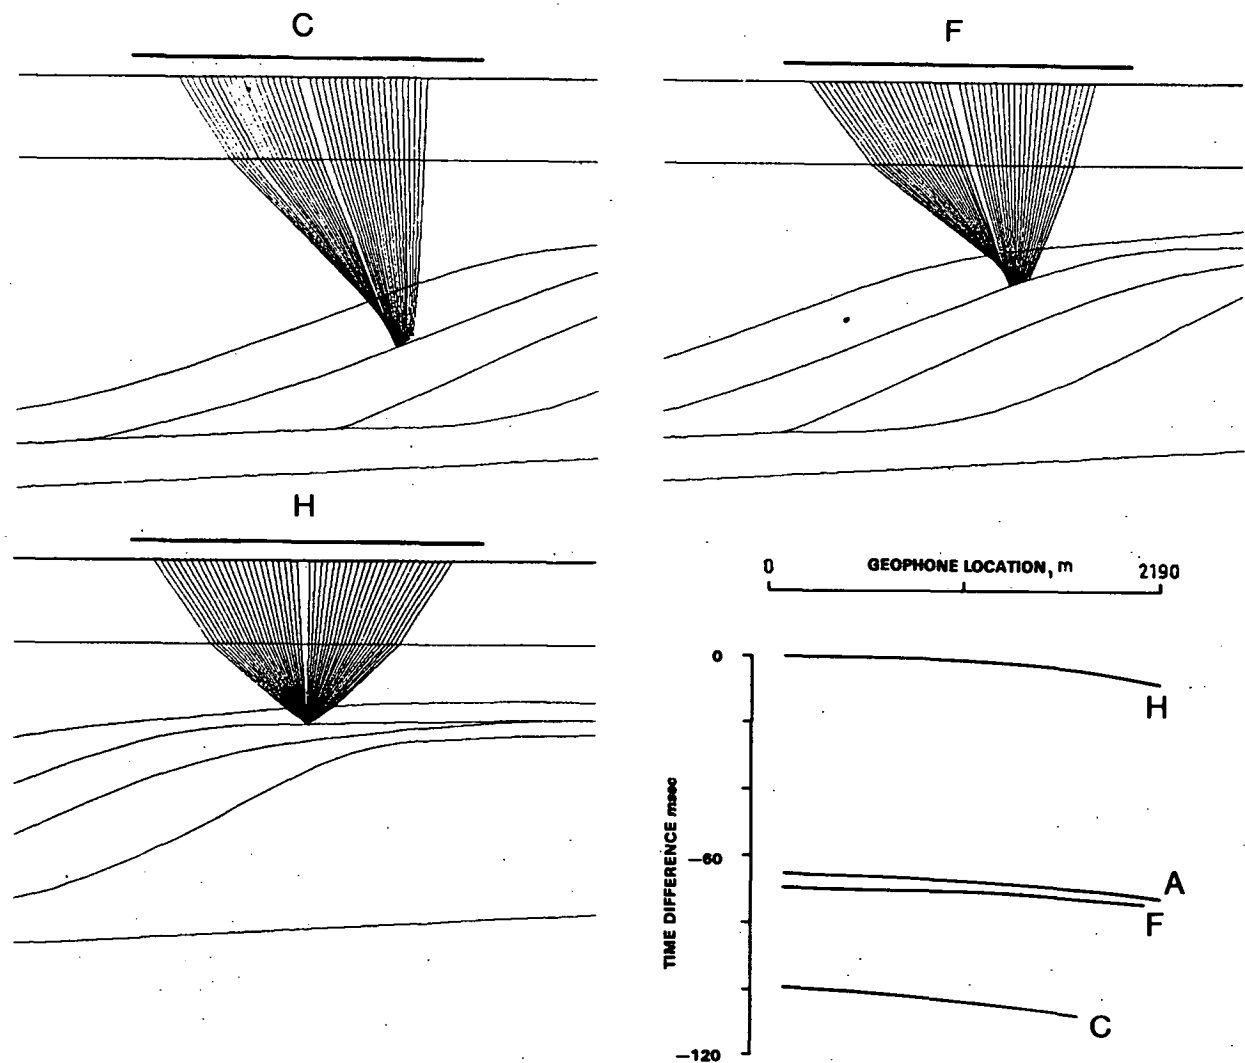 C
F
H
0
GEOPHONE LOCATION, m
2190
0
H
−60
A
F
C
−120
TIME DIFFERENCE msec